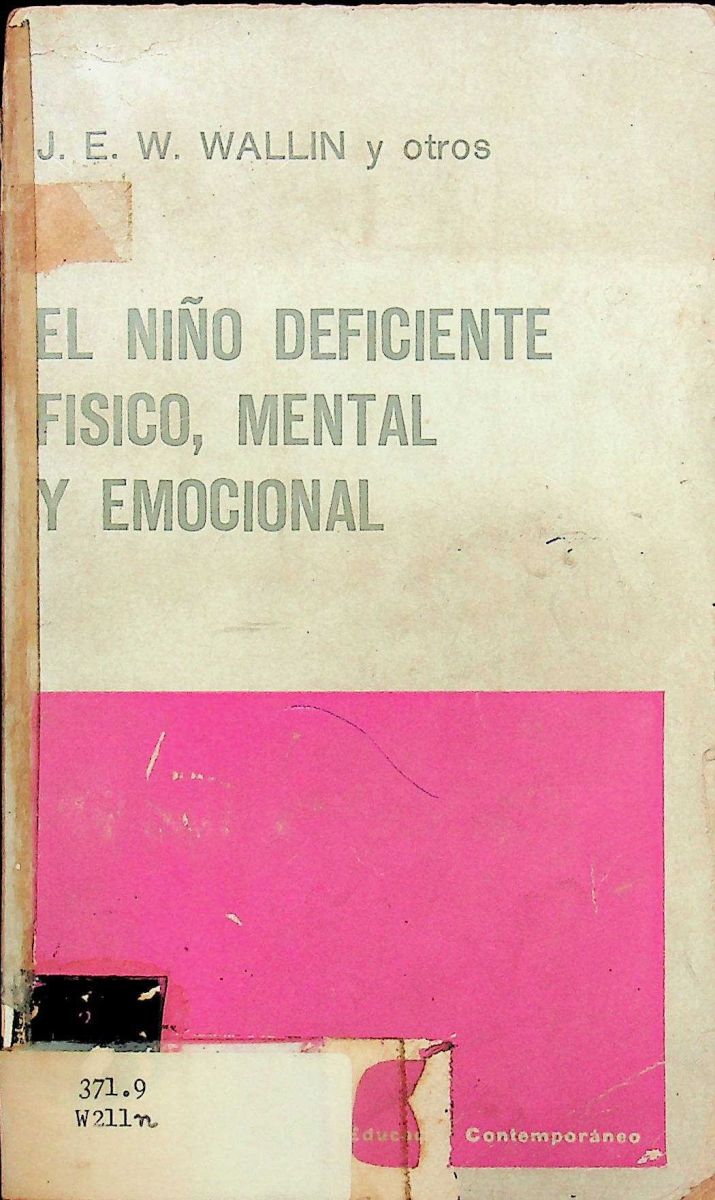 J. E. W. WALLIN y otros
EL NIÑO DEFICIENTE
FISICO, MENTAL
Y EMOCIONAL
371.9
W211n
Contemporáneo